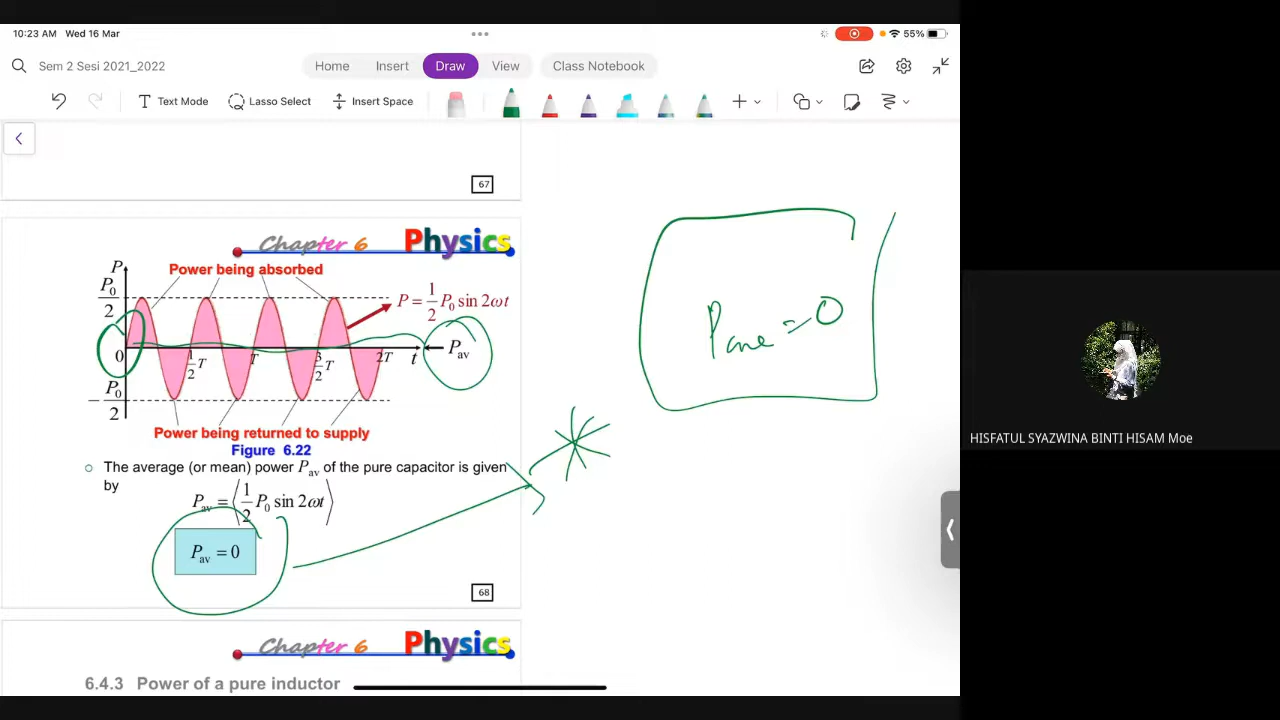 10:23 AM Wed 16 Mar
55%
Sem 2 Sesi 2021_2022
Home Insert Draw View Class Notebook
Text Mode Lasso Select Insert Space
67
Chapter 6 Physics
P
Power being absorbed
P₀/2
P = 1/2 P₀ sin 2ωt
0
1/2 T
T
3/2 T
2T
t
Pav
− P₀/2
Power being returned to supply
Figure 6.22
The average (or mean) power Pav of the pure capacitor is given
by
Pav = ⟨1/2 P₀ sin 2ωt⟩
Pav = 0
68
Pave = 0
Chapter 6 Physics
6.4.3 Power of a pure inductor
HISFATUL SYAZWINA BINTI HISAM Moe